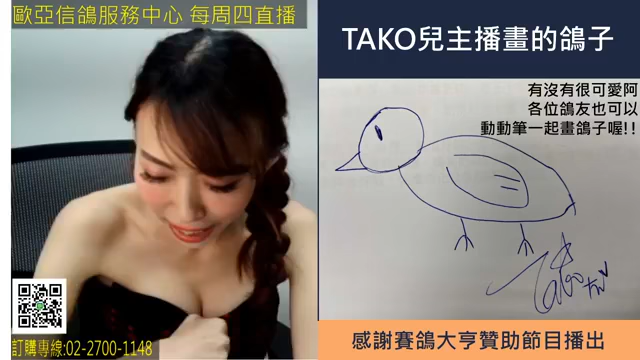 歐亞信鴿服務中心 每周四直播
TAKO兒主播畫的鴿子
有沒有很可愛阿
各位鴿友也可以
動動筆一起畫鴿子喔!!
訂購專線:02-2700-1148
感謝賽鴿大亨贊助節目播出